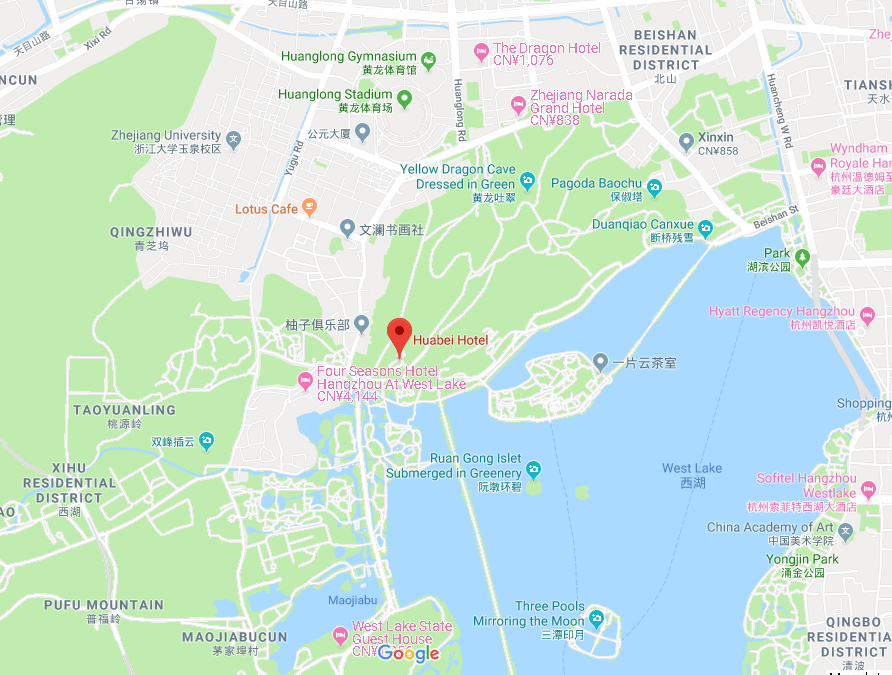 天目山路
Xixi Rd
天目山路
NCUN
管理
Huanglong Gymnasium
黄龙体育馆
The Dragon Hotel
CN¥1,076
BEISHAN
RESIDENTIAL
DISTRICT
北山
Zhe
Huanglong Stadium
黄龙体育场
Huanglong Rd
Zhejiang Narada
Grand Hotel
CN¥838
Huancheng W Rd
TIANSH
天水
Zhejiang University
浙江大学玉泉校区
公元大厦
Yugu Rd
Xinxin
CN¥858
Wyndham
Royale Han
杭州温德姆至
豪廷大酒店
Yellow Dragon Cave
Dressed in Green
黄龙吐翠
Pagoda Baochu
保俶塔
Lotus Cafe
文澜书画社
Duanqiao Canxue
断桥残雪
Beishan St
QINGZHIWU
青芝坞
Park
湖滨公园
柚子俱乐部
Huabei Hotel
Hyatt Regency Hangzhou
杭州凯悦酒店
Four Seasons Hotel
Hangzhou At West Lake
CN¥4,144
一片云茶室
TAOYUANLING
桃源岭
Shopping
杭州
双峰插云
Ruan Gong Islet
Submerged in Greenery
阮墩环碧
West Lake
西湖
XIHU
RESIDENTIAL
DISTRICT
西湖
AO
Sofitel Hangzhou
Westlake
杭州索菲特西湖大酒店
China Academy of Art
中国美术学院
Yongjin Park
涌金公园
PUFU MOUNTAIN
普福岭
Maojiabu
Three Pools
Mirroring the Moon
三潭印月
MAOJIABUCUN
茅家埠村
West Lake State
Guest House
Google
QINGBO
RESIDENTIAL
DISTRICT
清波